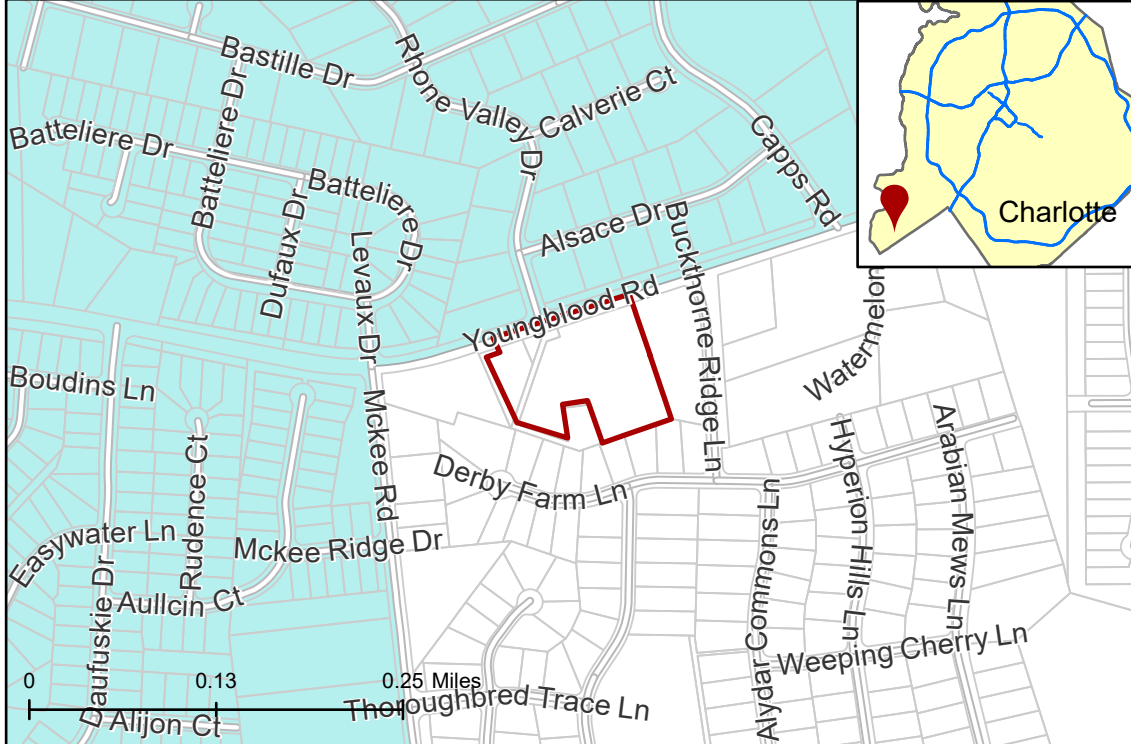 Bastille Dr
Rhone Valley Dr
Calverie Ct
Capps Rd
Charlotte
Batteliere Dr
Batteliere Dr
Batteliere Dr
Dufaux Dr
Levaux Dr
Alsace Dr
Buckthorne Ridge Ln
Youngblood Rd
Watermelon
Boudins Ln
Mckee Rd
Rudence Ct
Derby Farm Ln
Hyperion Hills Ln
Arabian Mews Ln
Easywater Ln
Mckee Ridge Dr
Aullcin Ct
Daufuskie Dr
Alypar Commons Ln
Weeping Cherry Ln
0
0.13
0.25 Miles
Thoroughbred Trace Ln
Alijon Ct